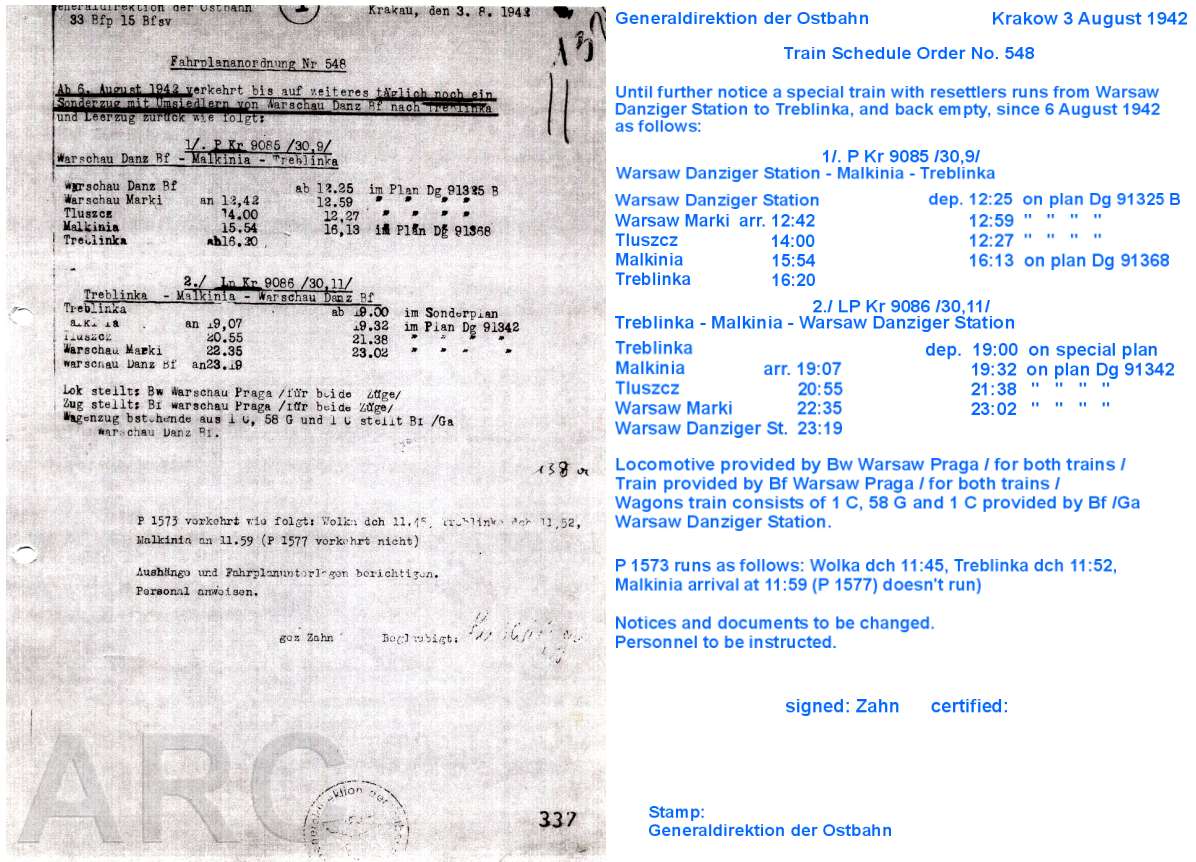 Generaldirektion der Ostbahn
33 Bfp 15 Bfsv
1
Krakau, den 3. 8. 1942
Fahrplananordnung Nr 548
Ab 6. August 1942 verkehrt bis auf weiteres täglich noch ein
Sonderzug mit Umsiedlern von Warschau Danz Bf nach Treblinka
und Leerzug zurück wie folgt:
1/. P Kr 9085 /30,9/
Warschau Danz Bf - Malkinia - Treblinka
Warschau Danz Bf ab 12.25 im Plan Dg 91325 B
Warschau Marki an 12,42 12.59 " " " "
Tluszcz 14.00 12,27 " " " "
Malkinia 15.54 16,13 im Plan Dg 91368
Treblinka 16.20
2./ Ln Kr 9086 /30,11/
Treblinka - Malkinia - Warschau Danz Bf
Treblinka ab 19.00 im Sonderplan
an 19,07 19.32 im Plan Dg 91342
Tluszcz 20.55 21.38 " " " "
Warschau Marki 22.35 23.02 " " " "
warschau Danz Bf an23.19
Lok stellt: Bw Warschau Praga /für beide Züge/
Zug stellt: Bf warschau Praga /für beide Züge/
Wagenzug bstehende aus 1 C, 58 G und 1 C stellt Bf /Ga
warschau Danz Bf.
P 1573 verkehrt wie folgt: Wolka dch 11.45, Treblinka dch 11,52,
Malkinia an 11.59 (P 1577 verkehrt nicht)
Aushänge und Fahrplanunterlagen berichtigen.
Personal anweisen.
gez Zahn Beglaubigt:
ARC
337
Generaldirektion der Ostbahn Krakow 3 August 1942
Train Schedule Order No. 548
Until further notice a special train with resettlers runs from Warsaw
Danziger Station to Treblinka, and back empty, since 6 August 1942
as follows:
1/. P Kr 9085 /30,9/
Warsaw Danziger Station - Malkinia - Treblinka
Warsaw Danziger Station dep. 12:25 on plan Dg 91325 B
Warsaw Marki arr. 12:42 12:59 " " " "
Tluszcz 14:00 12:27 " " " "
Malkinia 15:54 16:13 on plan Dg 91368
Treblinka 16:20
2./ LP Kr 9086 /30,11/
Treblinka - Malkinia - Warsaw Danziger Station
Treblinka dep. 19:00 on special plan
Malkinia arr. 19:07 19:32 on plan Dg 91342
Tluszcz 20:55 21:38 " " " "
Warsaw Marki 22:35 23:02 " " " "
Warsaw Danziger St. 23:19
Locomotive provided by Bw Warsaw Praga / for both trains /
Train provided by Bf Warsaw Praga / for both trains /
Wagons train consists of 1 C, 58 G and 1 C provided by Bf /Ga
Warsaw Danziger Station.
P 1573 runs as follows: Wolka dch 11:45, Treblinka dch 11:52,
Malkinia arrival at 11:59 (P 1577) doesn't run)
Notices and documents to be changed.
Personnel to be instructed.
signed: Zahn certified:
Stamp:
Generaldirektion der Ostbahn